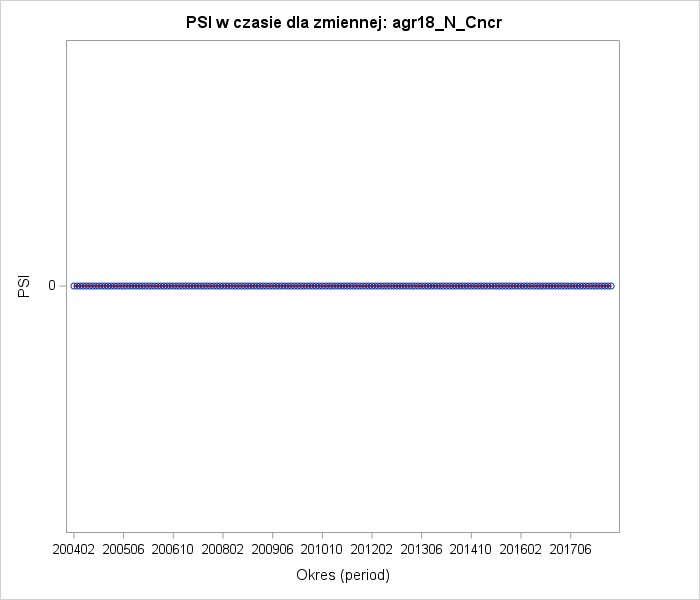 PSI w czasie dla zmiennej: agr18_N_Cncr
PSI
0
200402 200506 200610 200802 200906 201010 201202 201306 201410 201602 201706
Okres (period)